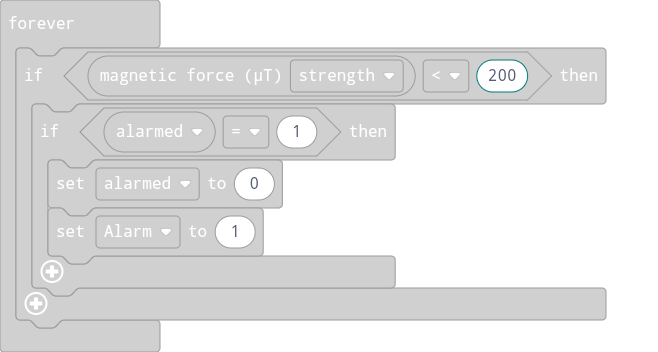 forever
if magnetic force (µT) strength < 200 then
if alarmed = 1 then
set alarmed to 0
set Alarm to 1